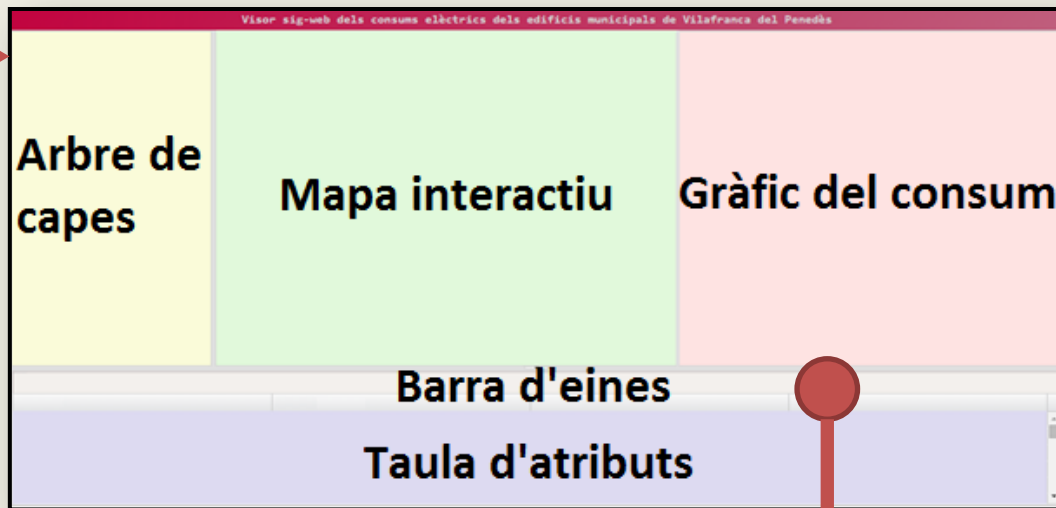 Visor sig-web dels consums elèctrics dels edificis municipals de Vilafranca del Penedès
Arbre de
capes
Mapa interactiu
Gràfic del consum
Barra d'eines
Taula d'atributs